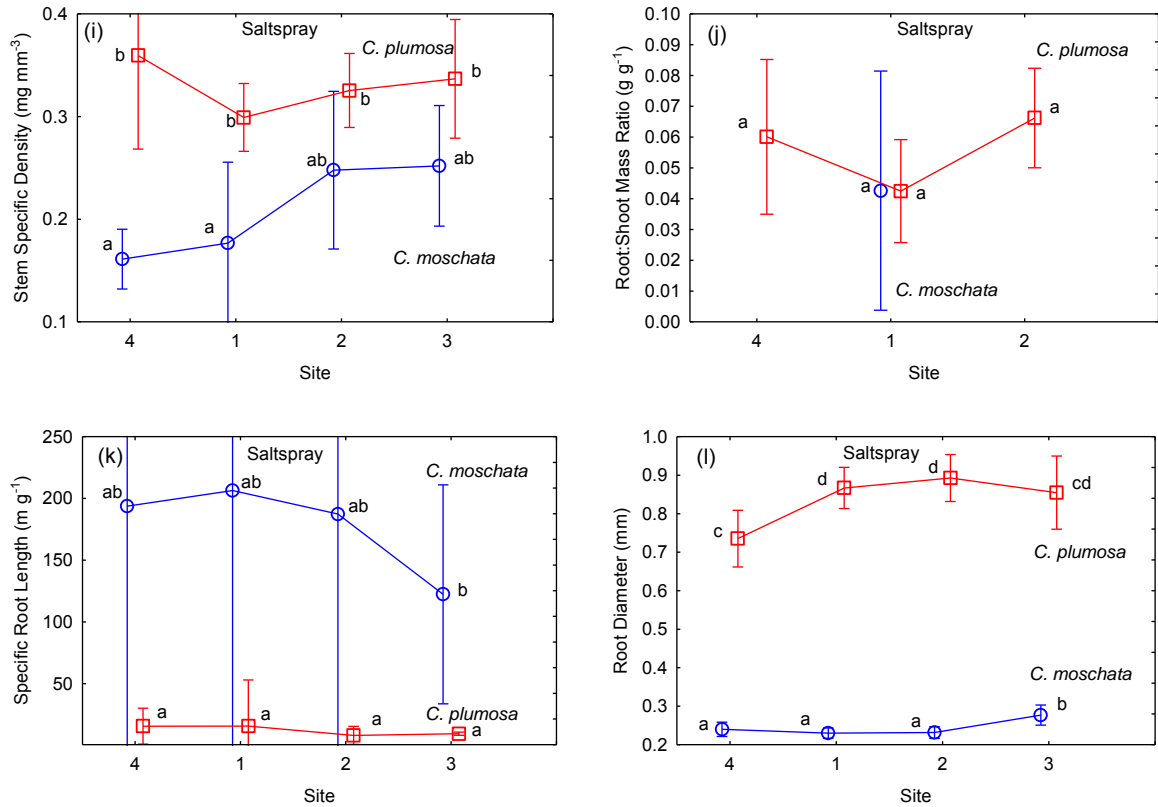 (i)
Saltspray
C. plumosa
C. moschata
Stem Specific Density (mg mm⁻³)
0.4
0.3
0.2
0.1
b
b
b
b
a
a
ab
ab
4 1 2 3
Site
(j)
Saltspray
C. plumosa
C. moschata
Root:Shoot Mass Ratio (g g⁻¹)
0.10
0.09
0.08
0.07
0.06
0.05
0.04
0.03
0.02
0.01
0.00
a
a
a
a
4 1 2
Site
(k)
Saltspray
C. moschata
C. plumosa
Specific Root Length (m g⁻¹)
250
200
150
100
50
ab
ab
ab
b
a
a
a
a
4 1 2 3
Site
(l)
Saltspray
C. plumosa
C. moschata
Root Diameter (mm)
1.0
0.9
0.8
0.7
0.6
0.5
0.4
0.3
0.2
c
d
d
cd
a
a
a
b
4 1 2 3
Site